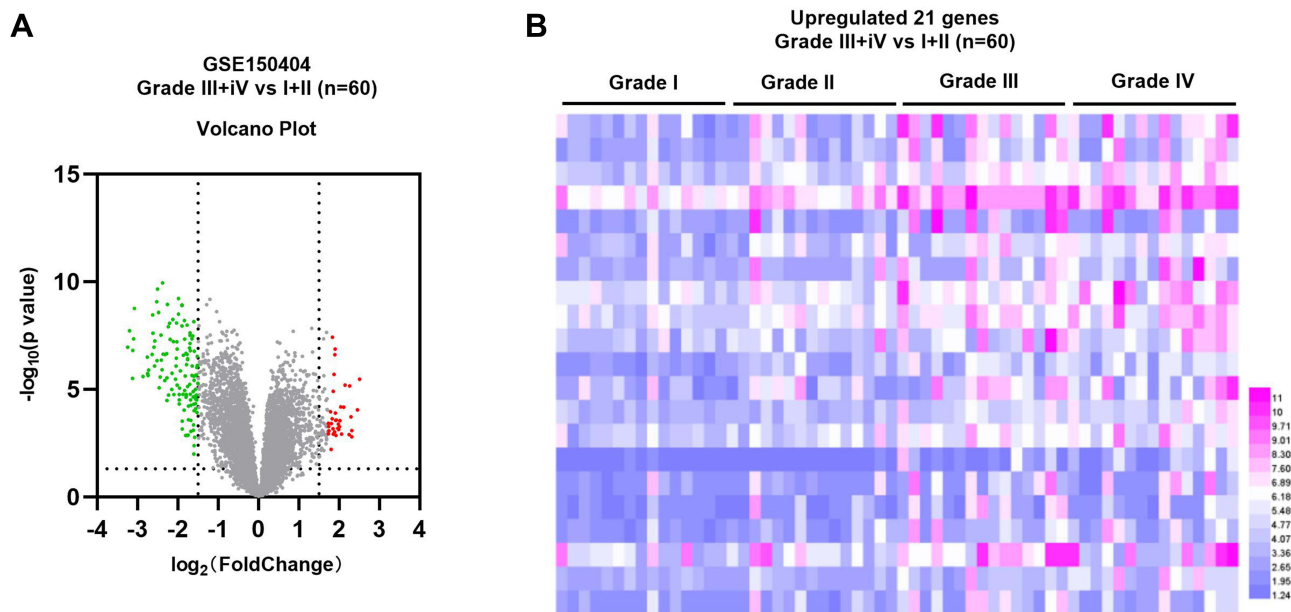 A
GSE150404
Grade III+iV vs I+II (n=60)
Volcano Plot
15
10
5
0
-4 -3 -2 -1 0 1 2 3 4
-log10(p value)
log2（FoldChange）
B
Upregulated 21 genes
Grade III+iV vs I+II (n=60)
Grade I Grade II Grade III Grade IV
11
10
9.71
9.01
8.30
7.60
6.89
6.18
5.48
4.77
4.07
3.36
2.65
1.95
1.24